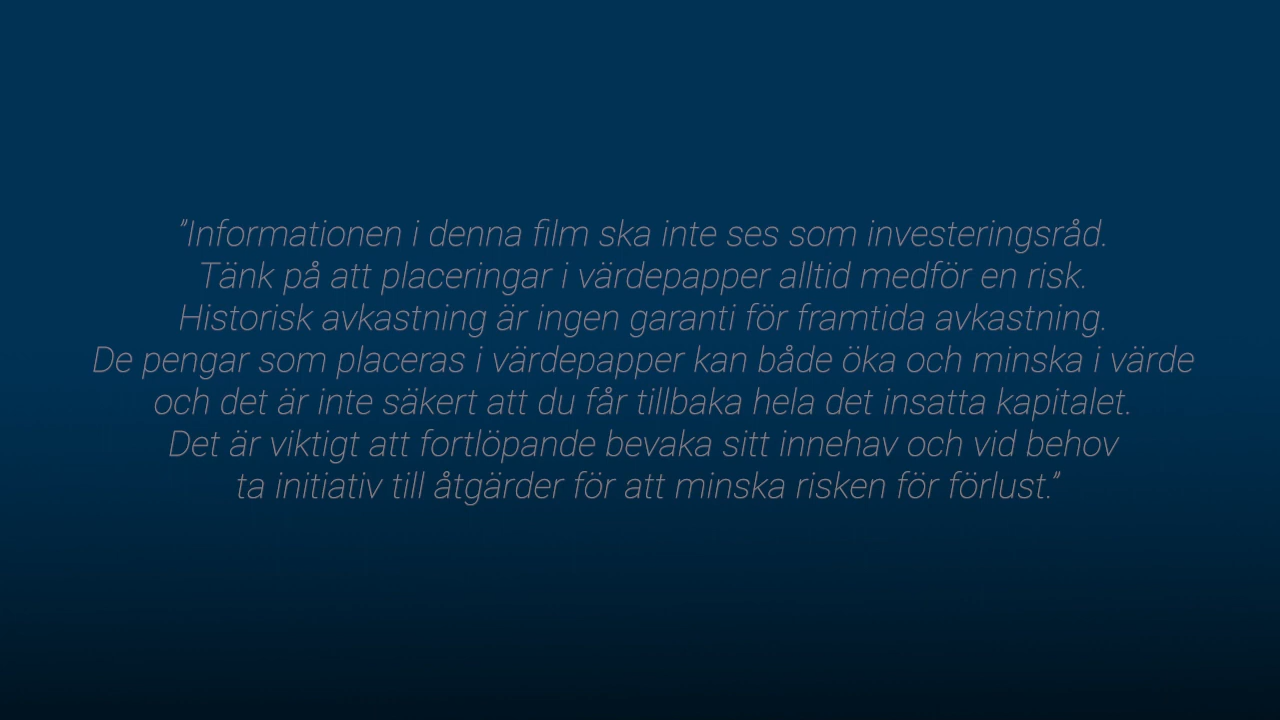 ”Informationen i denna film ska inte ses som investeringsråd.
Tänk på att placeringar i värdepapper alltid medför en risk.
Historisk avkastning är ingen garanti för framtida avkastning.
De pengar som placeras i värdepapper kan både öka och minska i värde
och det är inte säkert att du får tillbaka hela det insatta kapitalet.
Det är viktigt att fortlöpande bevaka sitt innehav och vid behov
ta initiativ till åtgärder för att minska risken för förlust.”